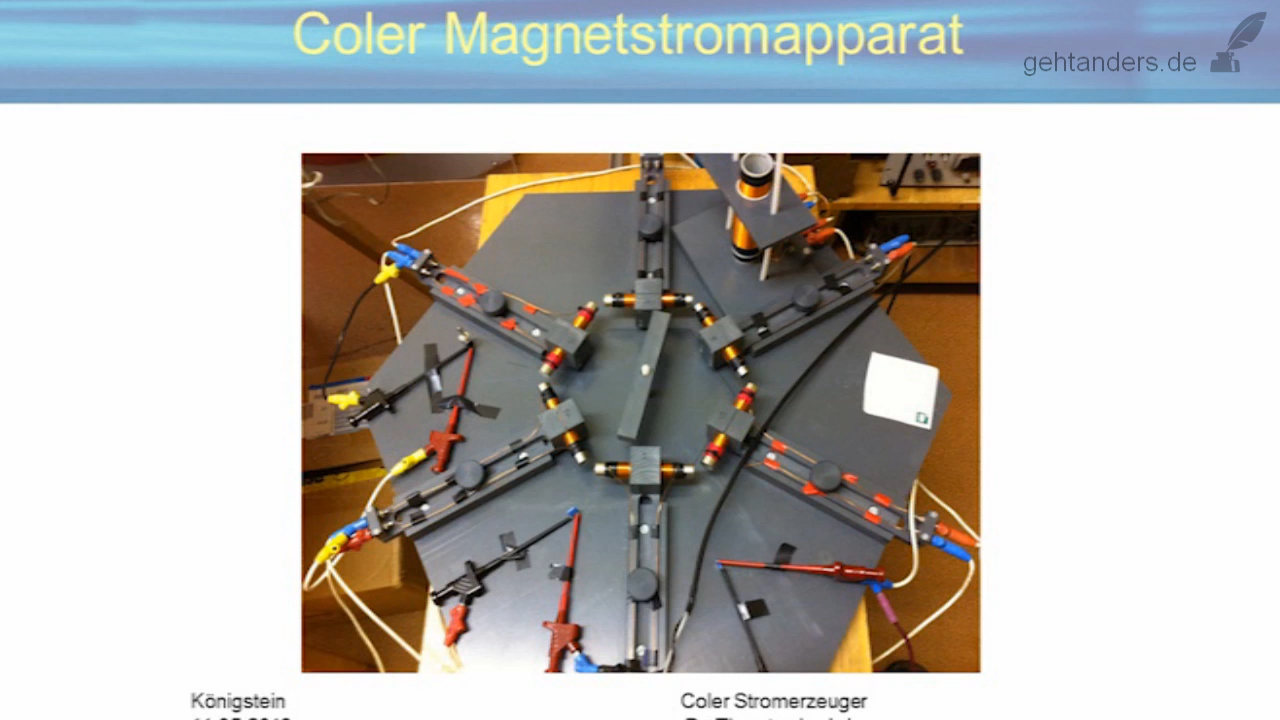 Coler Magnetstromapparat
gehtanders.de
Königstein
Coler Stromerzeuger